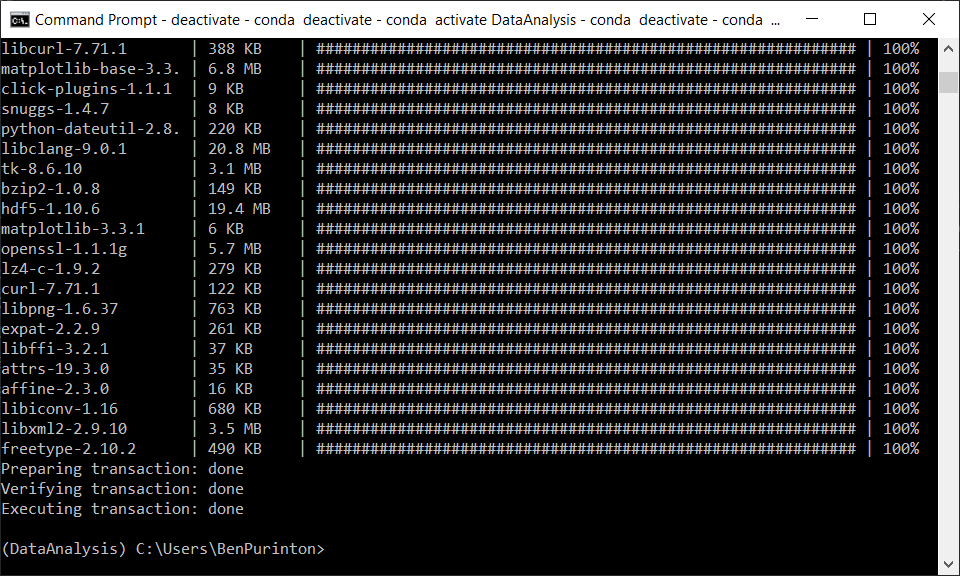 Command Prompt - deactivate - conda  deactivate - conda  activate DataAnalysis - conda  deactivate - conda ...
libcurl-7.71.1       | 388 KB    | ############################################################ | 100%
matplotlib-base-3.3. | 6.8 MB    | ############################################################ | 100%
click-plugins-1.1.1  | 9 KB      | ############################################################ | 100%
snuggs-1.4.7         | 8 KB      | ############################################################ | 100%
python-dateutil-2.8. | 220 KB    | ############################################################ | 100%
libclang-9.0.1       | 20.8 MB   | ############################################################ | 100%
tk-8.6.10            | 3.1 MB    | ############################################################ | 100%
bzip2-1.0.8          | 149 KB    | ############################################################ | 100%
hdf5-1.10.6          | 19.4 MB   | ############################################################ | 100%
matplotlib-3.3.1     | 6 KB      | ############################################################ | 100%
openssl-1.1.1g       | 5.7 MB    | ############################################################ | 100%
lz4-c-1.9.2          | 279 KB    | ############################################################ | 100%
curl-7.71.1          | 122 KB    | ############################################################ | 100%
libpng-1.6.37        | 763 KB    | ############################################################ | 100%
expat-2.2.9          | 261 KB    | ############################################################ | 100%
libffi-3.2.1         | 37 KB     | ############################################################ | 100%
attrs-19.3.0         | 35 KB     | ############################################################ | 100%
affine-2.3.0         | 16 KB     | ############################################################ | 100%
libiconv-1.16        | 680 KB    | ############################################################ | 100%
libxml2-2.9.10       | 3.5 MB    | ############################################################ | 100%
freetype-2.10.2      | 490 KB    | ############################################################ | 100%
Preparing transaction: done
Verifying transaction: done
Executing transaction: done
(DataAnalysis) C:\Users\BenPurinton>